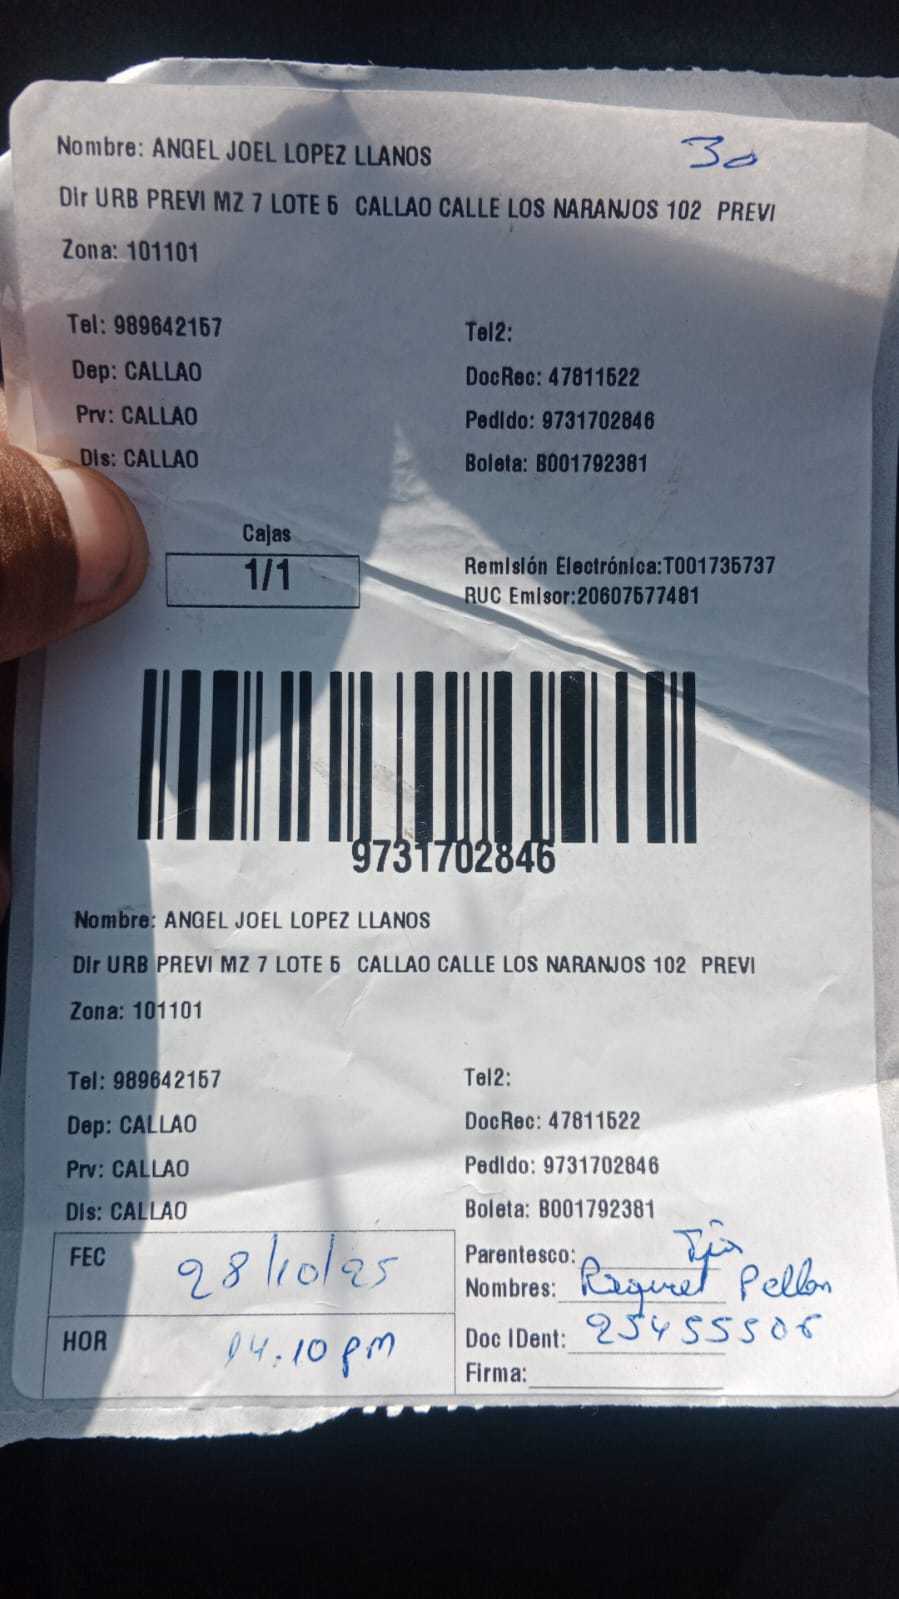 Nombre: ANGEL JOEL LOPEZ LLANOS
30
Dir URB PREVI MZ 7 LOTE 5 CALLAO CALLE LOS NARANJOS 102 PREVI
Zona: 101101
Tel: 989642157
Tel2:
Dep: CALLAO
DocRec: 47811522
Prv: CALLAO
Pedido: 9731702846
Dis: CALLAO
Boleta: B001792381
Cajas
1/1
Remisión Electrónica:T001735737
RUC Emisor:20607577481
9731702846
Nombre: ANGEL JOEL LOPEZ LLANOS
Dir URB PREVI MZ 7 LOTE 5 CALLAO CALLE LOS NARANJOS 102 PREVI
Zona: 101101
Tel: 989642157
Tel2:
Dep: CALLAO
DocRec: 47811522
Prv: CALLAO
Pedido: 9731702846
Dis: CALLAO
Boleta: B001792381
FEC 28/10/25
Parentesco: Tía
Nombres: Raquel
HOR 04:10 pm
Doc IDent: 25455506
Firma: